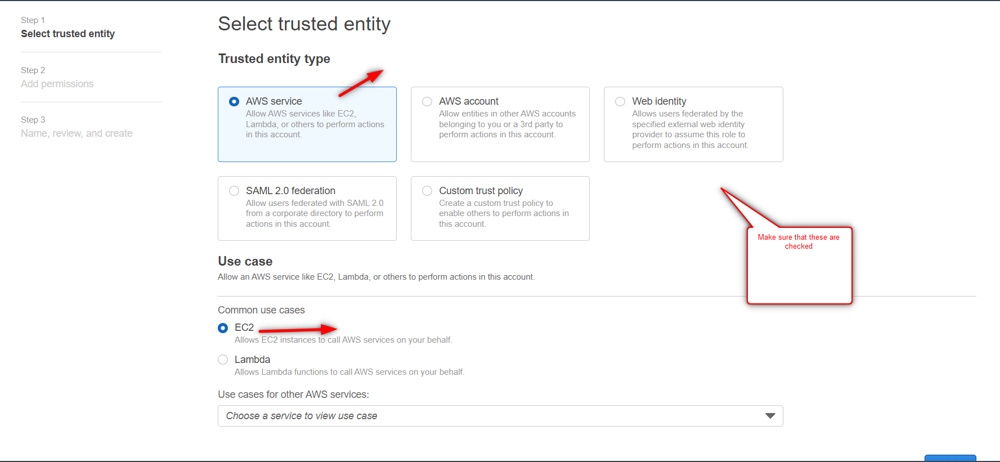 Step 1
Select trusted entity
Step 2
Add permissions
Step 3
Name, review, and create
Select trusted entity
Trusted entity type
AWS service
Allow AWS services like EC2,
Lambda, or others to perform actions
in this account.
AWS account
Allow entities in other AWS accounts
belonging to you or a 3rd party to
perform actions in this account.
Web identity
Allows users federated by the
specified external web identity
provider to assume this role to
perform actions in this account.
SAML 2.0 federation
Allow users federated with SAML 2.0
from a corporate directory to perform
actions in this account.
Custom trust policy
Create a custom trust policy to
enable others to perform actions in
this account.
Make sure that these are
checked
Use case
Allow an AWS service like EC2, Lambda, or others to perform actions in this account.
Common use cases
EC2
Allows EC2 instances to call AWS services on your behalf.
Lambda
Allows Lambda functions to call AWS services on your behalf.
Use cases for other AWS services:
Choose a service to view use case